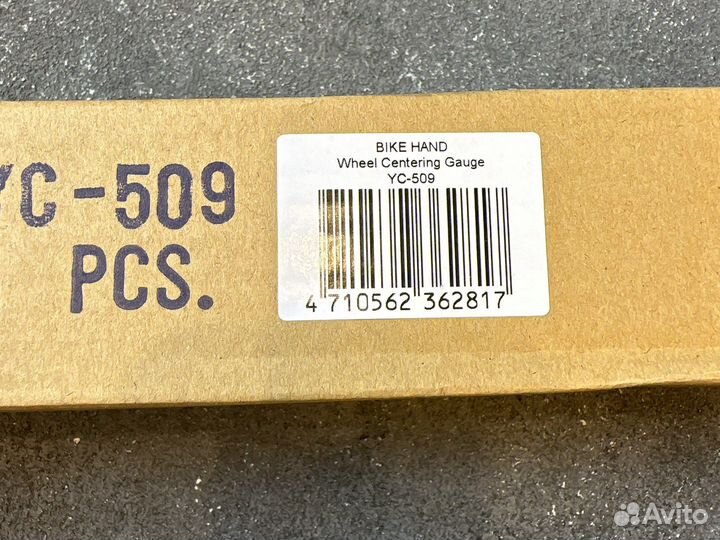 YC-509
PCS.
BIKE HAND
Wheel Centering Gauge
YC-509
4 710562 362817
Avito